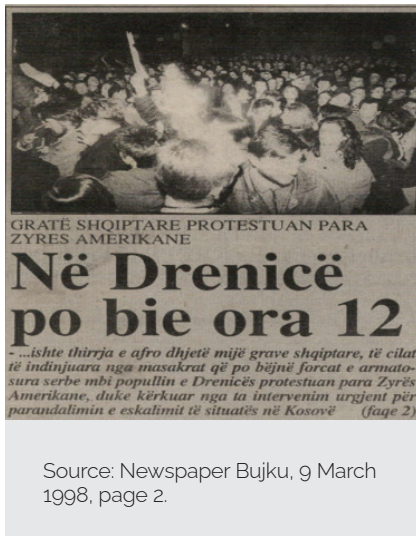 GRATË SHQIPTARE PROTESTUAN PARA
ZYRES AMERIKANE
Në Drenicë
po bie ora 12
- ...ishte thirrja e afro dhjetë mijë grave shqiptare, të cilat
të indinjuara nga masakrat që po bëjnë forcat e armato-
sura serbe mbi popullin e Drenicës protestuan para Zyrës
Amerikane, duke kërkuar nga ta intervenim urgjent për
parandalimin e eskalimit të situatës në Kosovë (faqe 2)
Source: Newspaper Bujku, 9 March
1998, page 2.